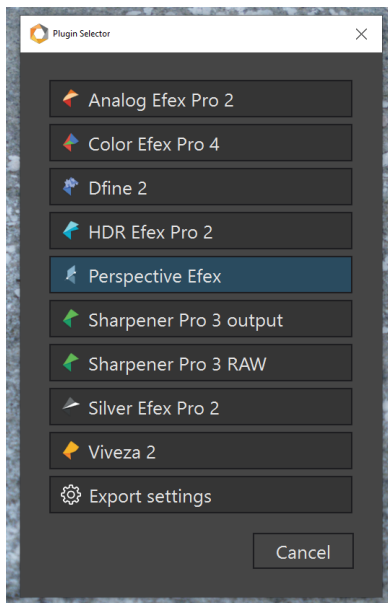 Plugin Selector
Analog Efex Pro 2
Color Efex Pro 4
Dfine 2
HDR Efex Pro 2
Perspective Efex
Sharpener Pro 3 output
Sharpener Pro 3 RAW
Silver Efex Pro 2
Viveza 2
Export settings
Cancel